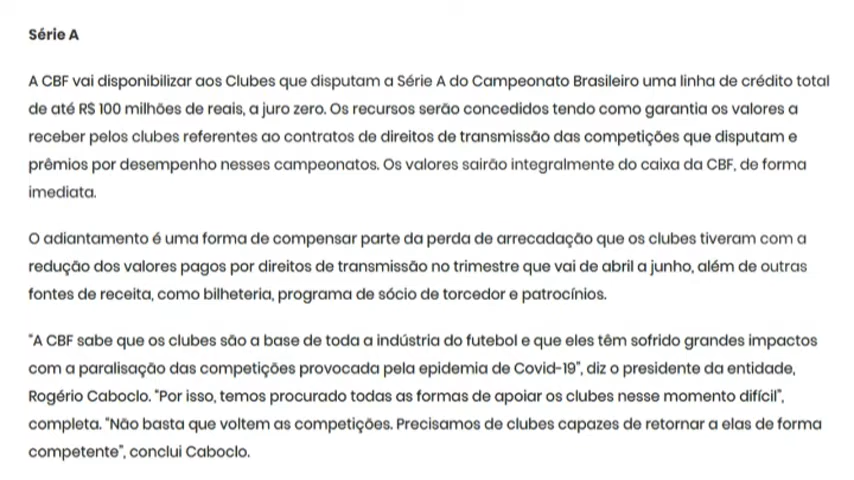 Série A
A CBF vai disponibilizar aos Clubes que disputam a Série A do Campeonato Brasileiro uma linha de crédito total
de até R$ 100 milhões de reais, a juro zero. Os recursos serão concedidos tendo como garantia os valores a
receber pelos clubes referentes ao contratos de direitos de transmissão das competições que disputam e
prêmios por desempenho nesses campeonatos. Os valores sairão integralmente do caixa da CBF, de forma
imediata.
O adiantamento é uma forma de compensar parte da perda de arrecadação que os clubes tiveram com a
redução dos valores pagos por direitos de transmissão no trimestre que vai de abril a junho, além de outras
fontes de receita, como bilheteria, programa de sócio de torcedor e patrocínios.
"A CBF sabe que os clubes são a base de toda a indústria do futebol e que eles têm sofrido grandes impactos
com a paralisação das competições provocada pela epidemia de Covid-19", diz o presidente da entidade,
Rogério Caboclo. "Por isso, temos procurado todas as formas de apoiar os clubes nesse momento difícil",
completa. "Não basta que voltem as competições. Precisamos de clubes capazes de retornar a elas de forma
competente", conclui Caboclo.